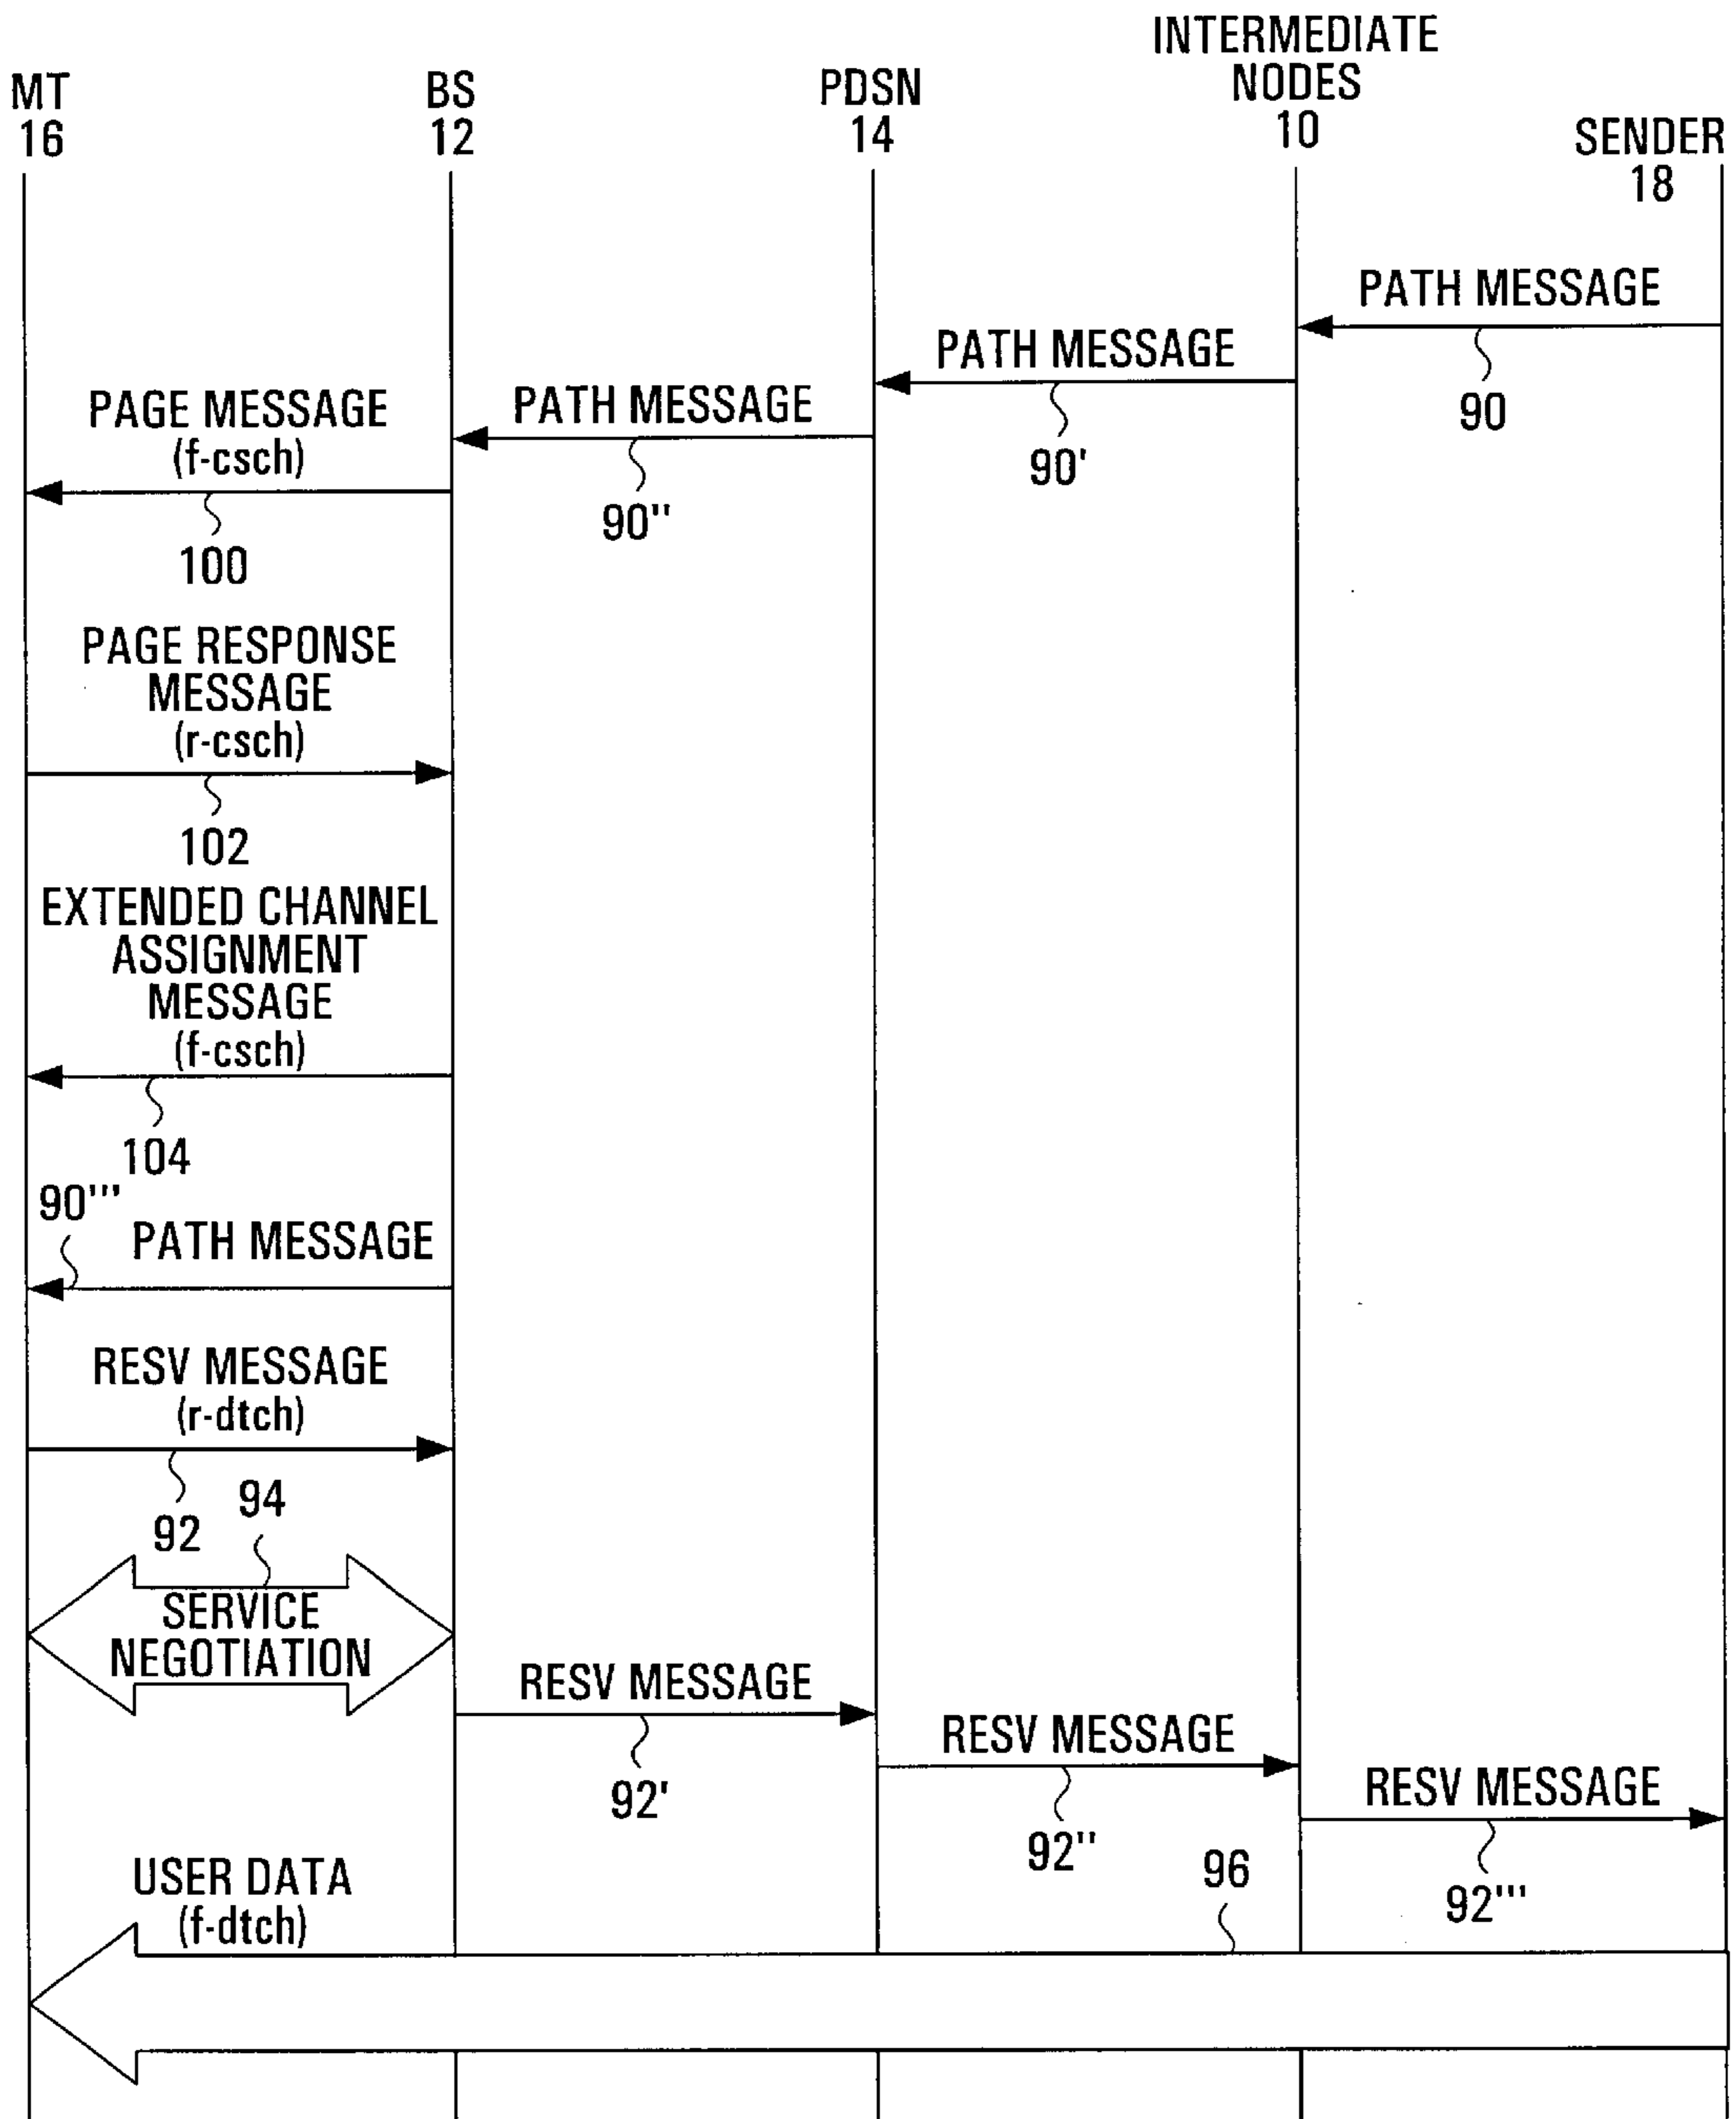 INTERMEDIATE
NODES
10
MT
16
BS
12
PDSN
14
SENDER
18
PATH MESSAGE
90
PATH MESSAGE
90'
PATH MESSAGE
90''
PAGE MESSAGE
(f-csch)
100
PAGE RESPONSE
MESSAGE
(r-csch)
102
EXTENDED CHANNEL
ASSIGNMENT
MESSAGE
(f-csch)
104
90'''
PATH MESSAGE
RESV MESSAGE
(r-dtch)
92
94
SERVICE
NEGOTIATION
RESV MESSAGE
92'
RESV MESSAGE
92''
RESV MESSAGE
92'''
USER DATA
(f-dtch)
96